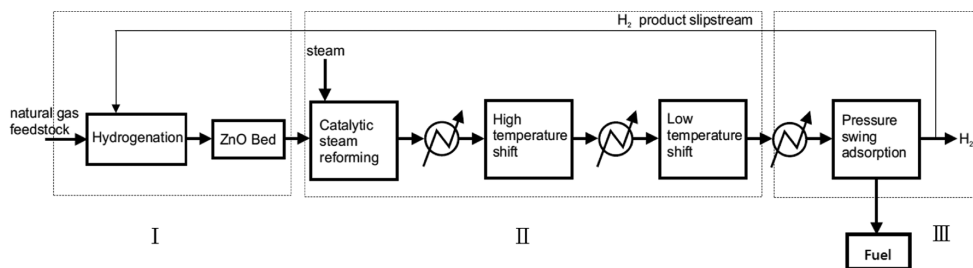 H₂ product slipstream
steam
natural gas
feedstock
Hydrogenation
ZnO Bed
Catalytic
steam
reforming
High
temperature
shift
Low
temperature
shift
Pressure
swing
adsorption
H₂
Fuel
Ⅰ
Ⅱ
Ⅲ